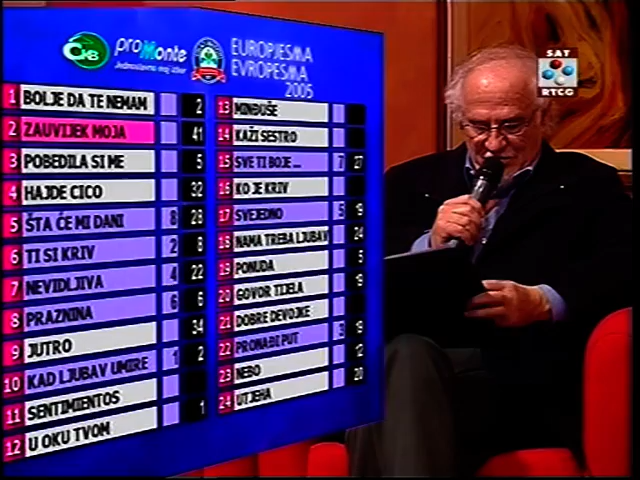 CKB
proMonte
Jednostavno moj izbor
EUROPJESMA
EVROPESMA
2005
1 BOLJE DA TE NEMAM 2
2 ZAUVIJEK MOJA 41
3 POBEDILA SI ME 5
4 HAJDE CICO 32
5 ŠTA ĆE MI DANI 8 28
6 TI SI KRIV 2 8
7 NEVIDLJIVA 4 22
8 PRAZNINA 6 6
9 JUTRO 34
10 KAD LJUBAV UMIRE 1 2
11 SENTIMIENTOS
12 U OKU TVOM 1
13 MINĐUŠE
14 KAŽI SESTRO
15 SVE TI BOJE ... 7 27
16 KO JE KRIV
17 SVEJEDNO 5 19
18 NAMA TREBA LJUBAV 24
19 PONUDA 5
20 GOVOR TIJELA 19
21 DOBRE DEVOJKE
22 PRONAĐI PUT 3 19
23 NEBO 12
24 UTJEHA 20
SAT
RTCG